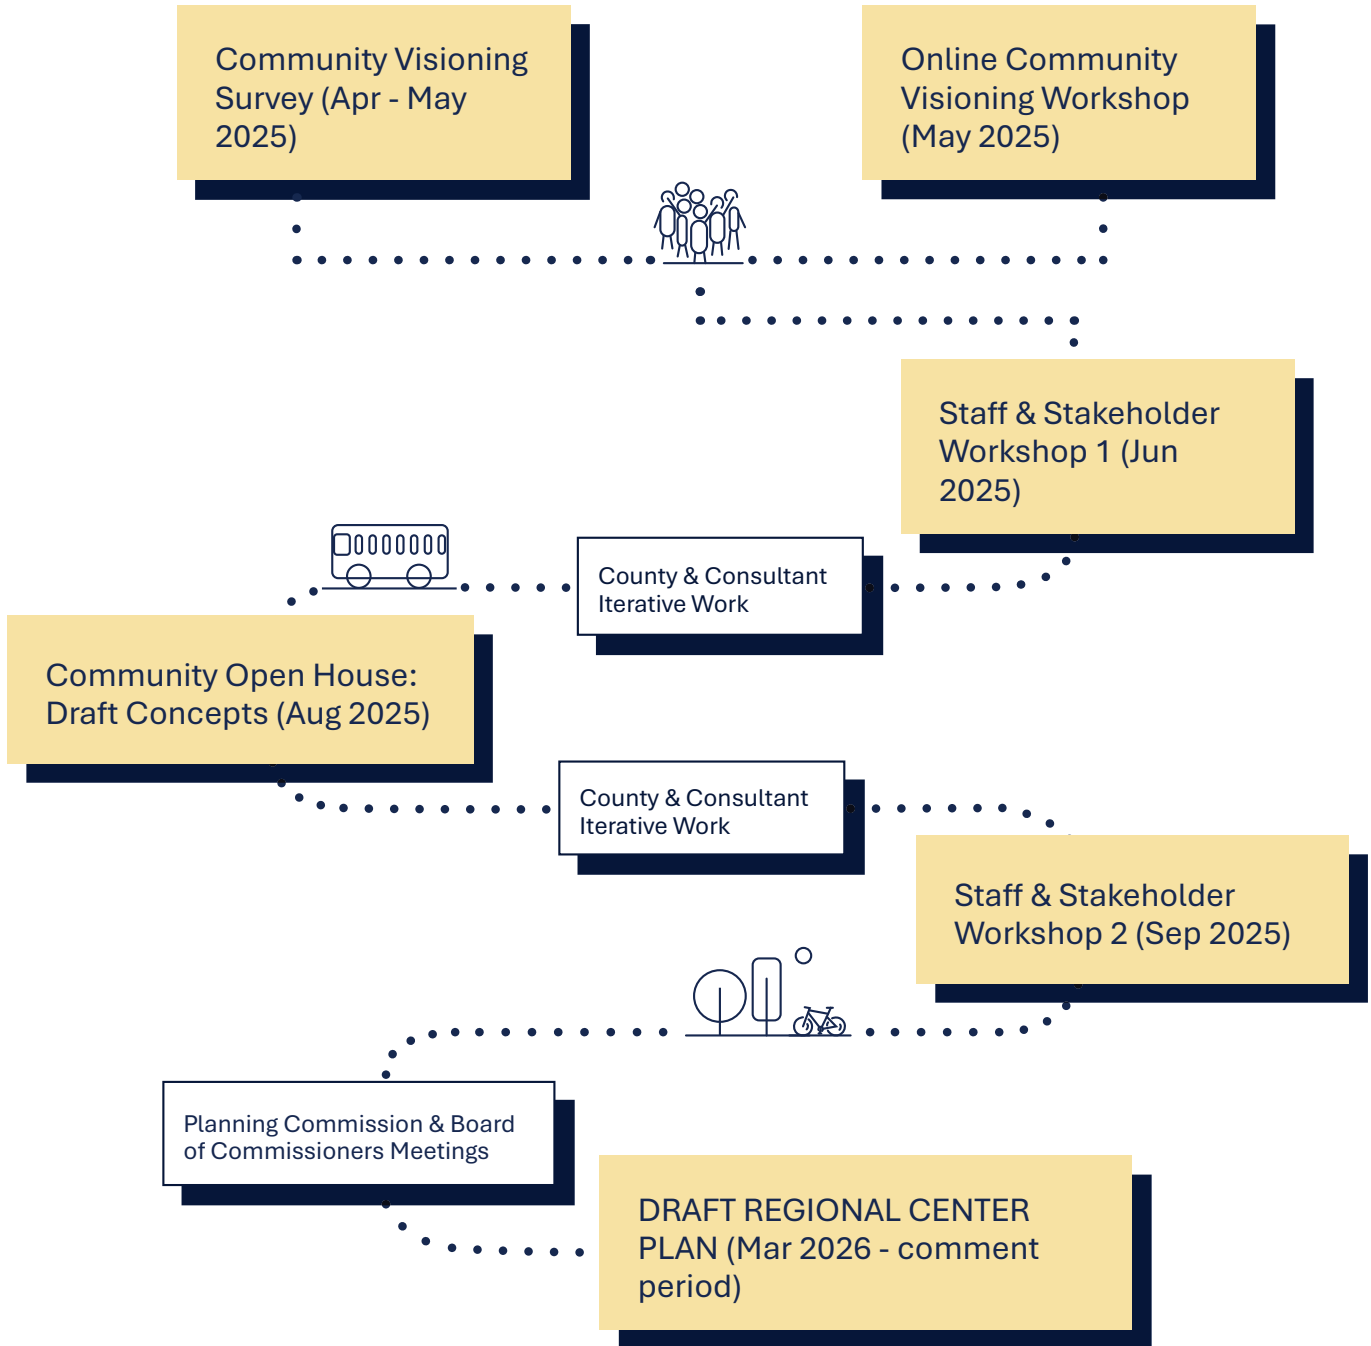 Community Visioning
Survey (Apr - May
2025)
Online Community
Visioning Workshop
(May 2025)
Staff & Stakeholder
Workshop 1 (Jun
2025)
County & Consultant
Iterative Work
Community Open House:
Draft Concepts (Aug 2025)
County & Consultant
Iterative Work
Staff & Stakeholder
Workshop 2 (Sep 2025)
Planning Commission & Board
of Commissioners Meetings
DRAFT REGIONAL CENTER
PLAN (Mar 2026 - comment
period)